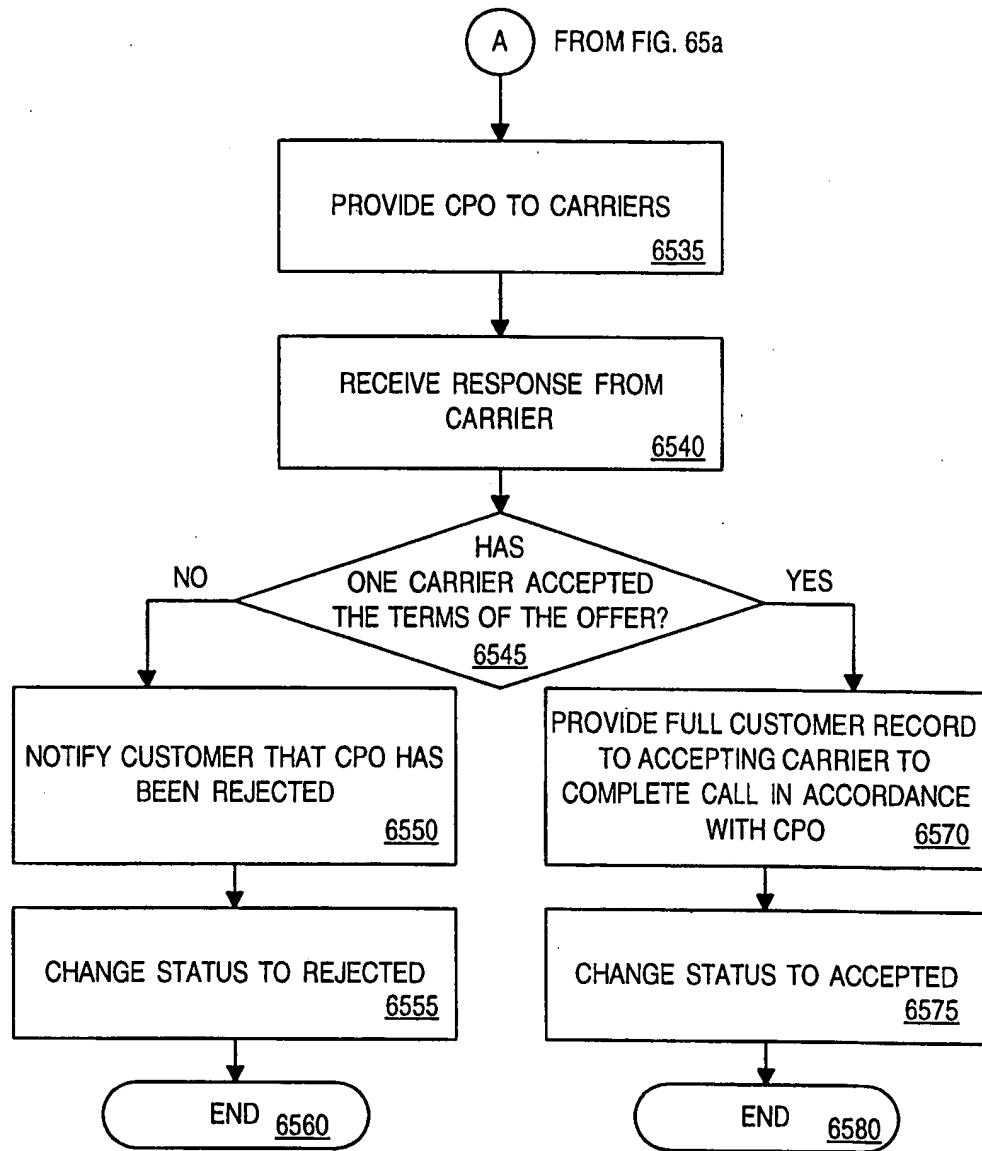 A FROM FIG. 65a
PROVIDE CPO TO CARRIERS
6535
RECEIVE RESPONSE FROM
CARRIER
6540
HAS
ONE CARRIER ACCEPTED
THE TERMS OF THE OFFER?
6545
NO
YES
NOTIFY CUSTOMER THAT CPO HAS
BEEN REJECTED
6550
PROVIDE FULL CUSTOMER RECORD
TO ACCEPTING CARRIER TO
COMPLETE CALL IN ACCORDANCE
WITH CPO 6570
CHANGE STATUS TO REJECTED
6555
CHANGE STATUS TO ACCEPTED
6575
END 6560
END 6580